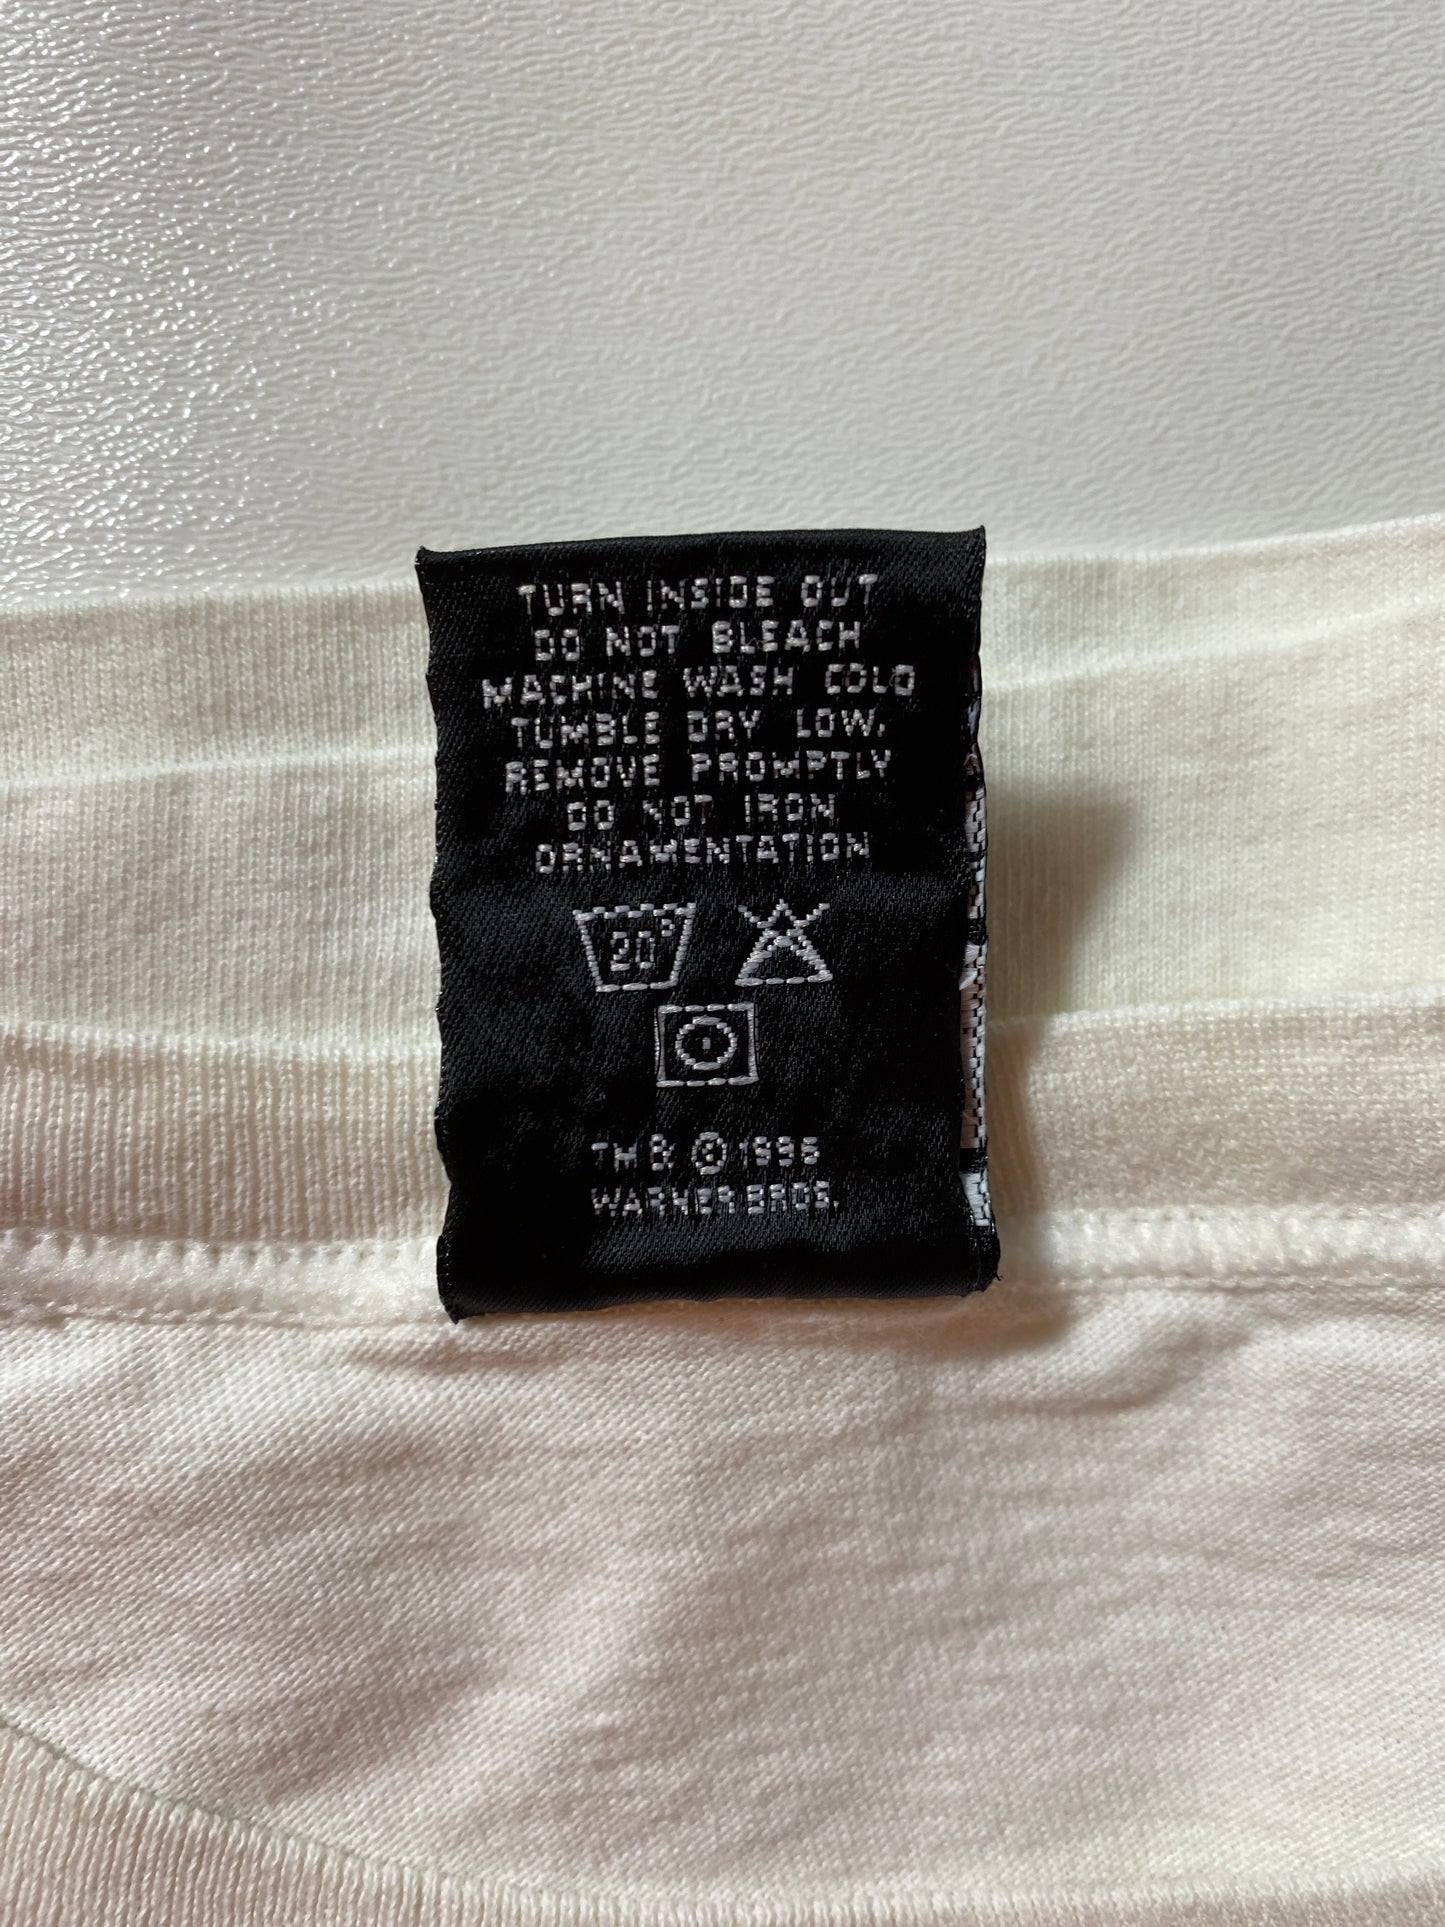 TURN INSIDE OUT
DO NOT BLEACH
MACHINE WASH COLD
TUMBLE DRY LOW,
REMOVE PROMPTLY
DO NOT IRON
ORNAMENTATION
20°
TM & © 1996
WARNER BROS.